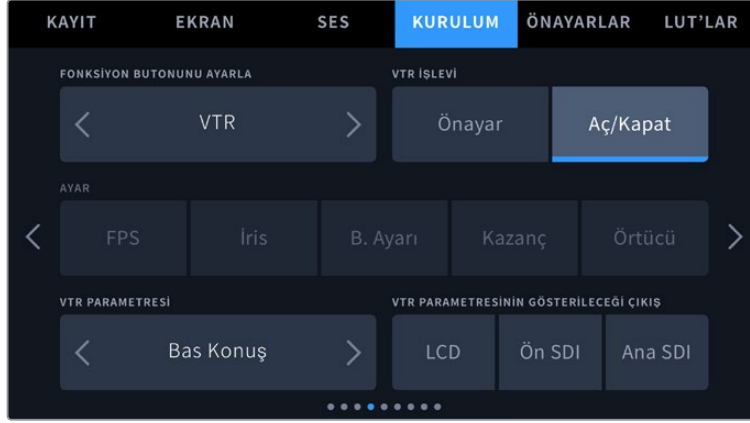 KAYIT EKRAN SES KURULUM ÖNAYARLAR LUT’LAR
FONKSİYON BUTONUNU AYARLA VTR İŞLEVİ
VTR Önayar Aç/Kapat
AYAR
FPS İris B. Ayarı Kazanç Örtücü
VTR PARAMETRESİ VTR PARAMETRESİNİN GÖSTERİLECEĞİ ÇIKIŞ
Bas Konuş LCD Ön SDI Ana SDI